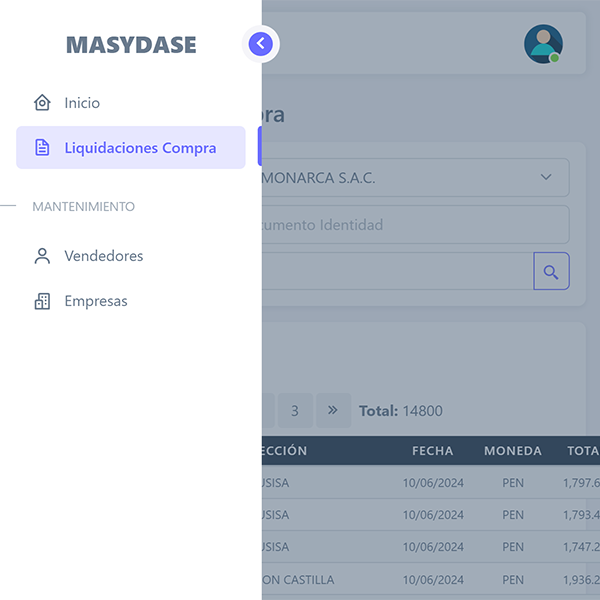 MASYDASE
Inicio
Liquidaciones Compra
MANTENIMIENTO
Vendedores
Empresas
ora
MONARCA S.A.C.
cumento Identidad
3 » Total: 14800
ECCIÓN FECHA MONEDA TOTA
USISA 10/06/2024 PEN 1,797.6
USISA 10/06/2024 PEN 1,793.4
USISA 10/06/2024 PEN 1,747.2
ON CASTILLA 10/06/2024 PEN 1,936.2